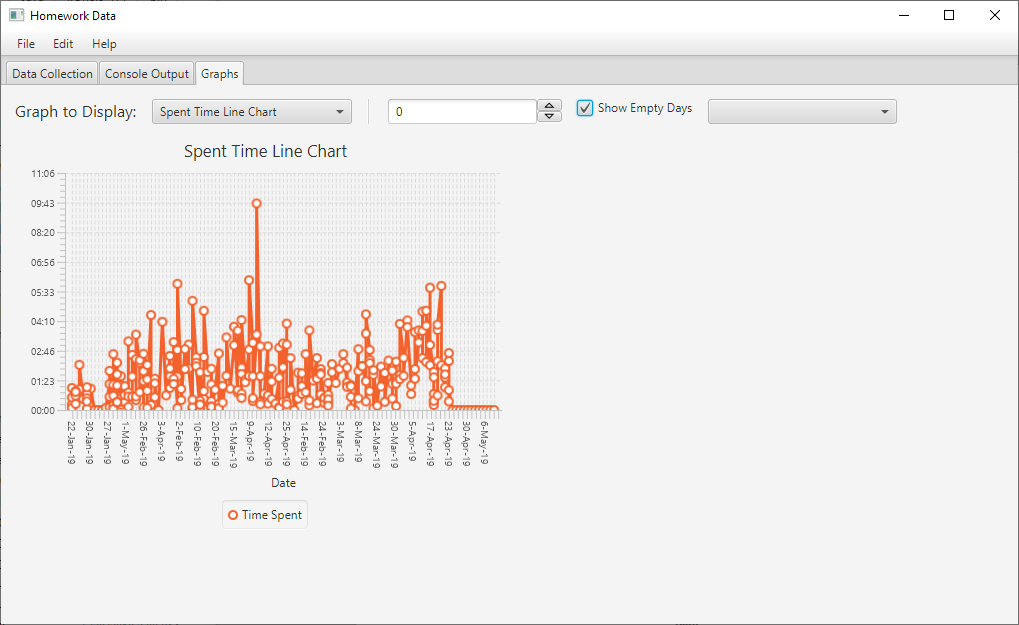 Homework Data
File Edit Help
Data Collection Console Output Graphs
Graph to Display: Spent Time Line Chart 0 Show Empty Days
Spent Time Line Chart
11:06
09:43
08:20
06:56
05:33
04:10
02:46
01:23
00:00
22-Jan-19 30-Jan-19 27-Jan-19 1-May-19 26-Feb-19 3-Apr-19 2-Feb-19 10-Feb-19 20-Feb-19 15-Mar-19 9-Apr-19 12-Apr-19 25-Apr-19 14-Feb-19 24-Feb-19 3-Mar-19 8-Mar-19 24-Mar-19 30-Mar-19 5-Apr-19 17-Apr-19 23-Apr-19 30-Apr-19 6-May-19
Date
Time Spent